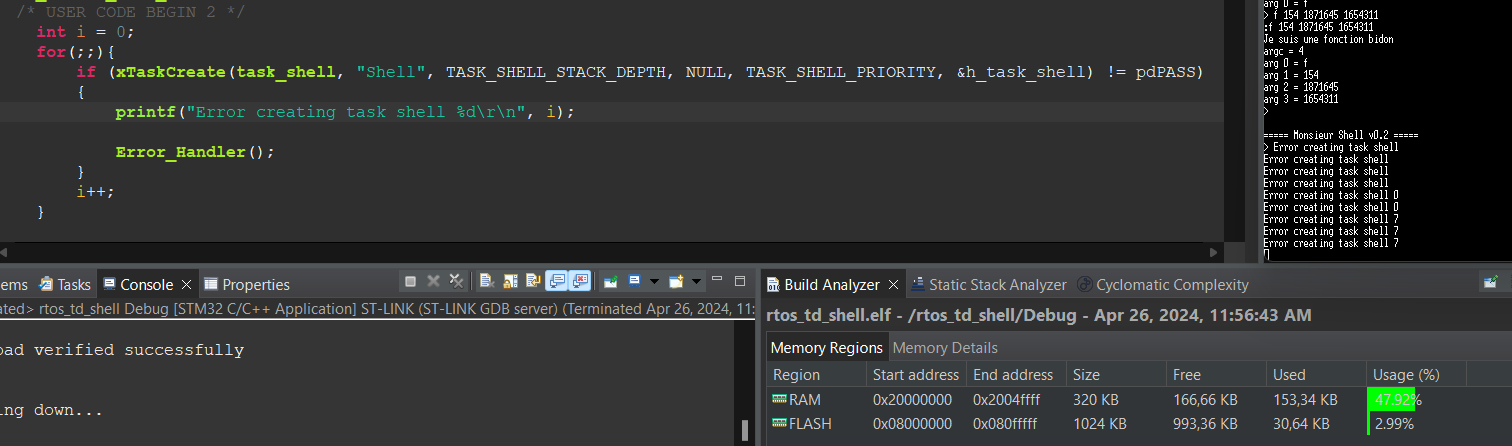 /* USER CODE BEGIN 2 */
int i = 0;
for(;;){
if (xTaskCreate(task_shell, "Shell", TASK_SHELL_STACK_DEPTH, NULL, TASK_SHELL_PRIORITY, &h_task_shell) != pdPASS)
{
printf("Error creating task shell %d\r\n", i);
Error_Handler();
}
i++;
}
arg 0 = f
> f 154 1871645 1654311
:f 154 1871645 1654311
Je suis une fonction bidon
argc = 4
arg 0 = f
arg 1 = 154
arg 2 = 1871645
arg 3 = 1654311
>
===== Monsieur Shell v0.2 =====
> Error creating task shell
Error creating task shell
Error creating task shell
Error creating task shell
Error creating task shell 0
Error creating task shell 0
Error creating task shell 7
Error creating task shell 7
Error creating task shell 7
ems Tasks Console Properties
ated> rtos_td_shell Debug [STM32 C/C++ Application] ST-LINK (ST-LINK GDB server) (Terminated Apr 26, 2024, 11:
oad verified successfully
ing down...
Build Analyzer Static Stack Analyzer Cyclomatic Complexity
rtos_td_shell.elf - /rtos_td_shell/Debug - Apr 26, 2024, 11:56:43 AM
Memory Regions Memory Details
Region Start address End address Size Free Used Usage (%)
RAM 0x20000000 0x2004ffff 320 KB 166,66 KB 153,34 KB 47.92%
FLASH 0x08000000 0x080fffff 1024 KB 993,36 KB 30,64 KB 2.99%